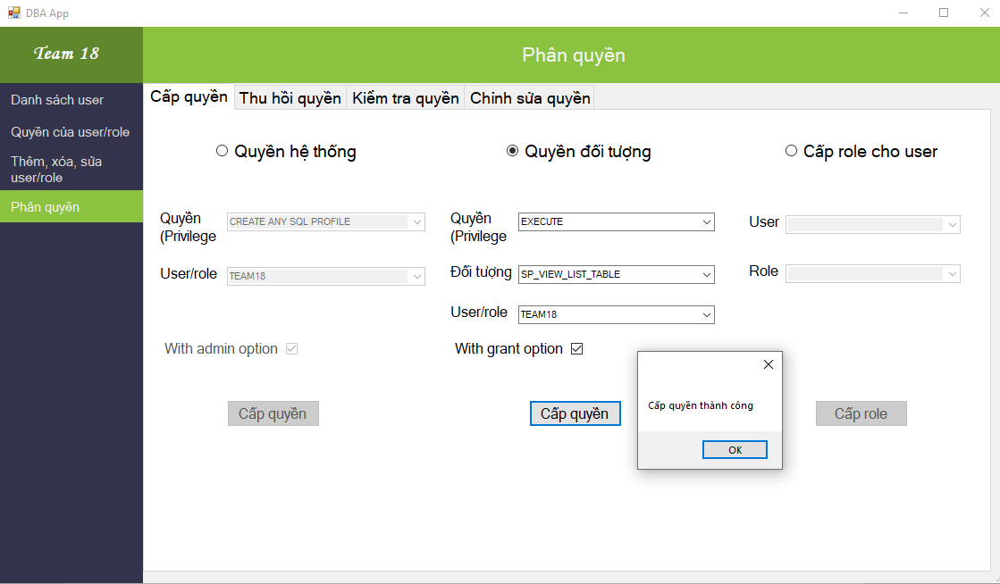 DBA App
Team 18
Phân quyền
Danh sách user
Quyền của user/role
Thêm, xóa, sửa
user/role
Phân quyền
Cấp quyền
Thu hồi quyền
Kiểm tra quyền
Chỉnh sửa quyền
Quyền hệ thống
Quyền đối tượng
Cấp role cho user
Quyền
(Privilege
CREATE ANY SQL PROFILE
User/role
TEAM18
With admin option
Cấp quyền
Quyền
(Privilege
EXECUTE
Đối tượng
SP_VIEW_LIST_TABLE
User/role
TEAM18
With grant option
Cấp quyền
User
Role
Cấp role
Cấp quyền thành công
OK